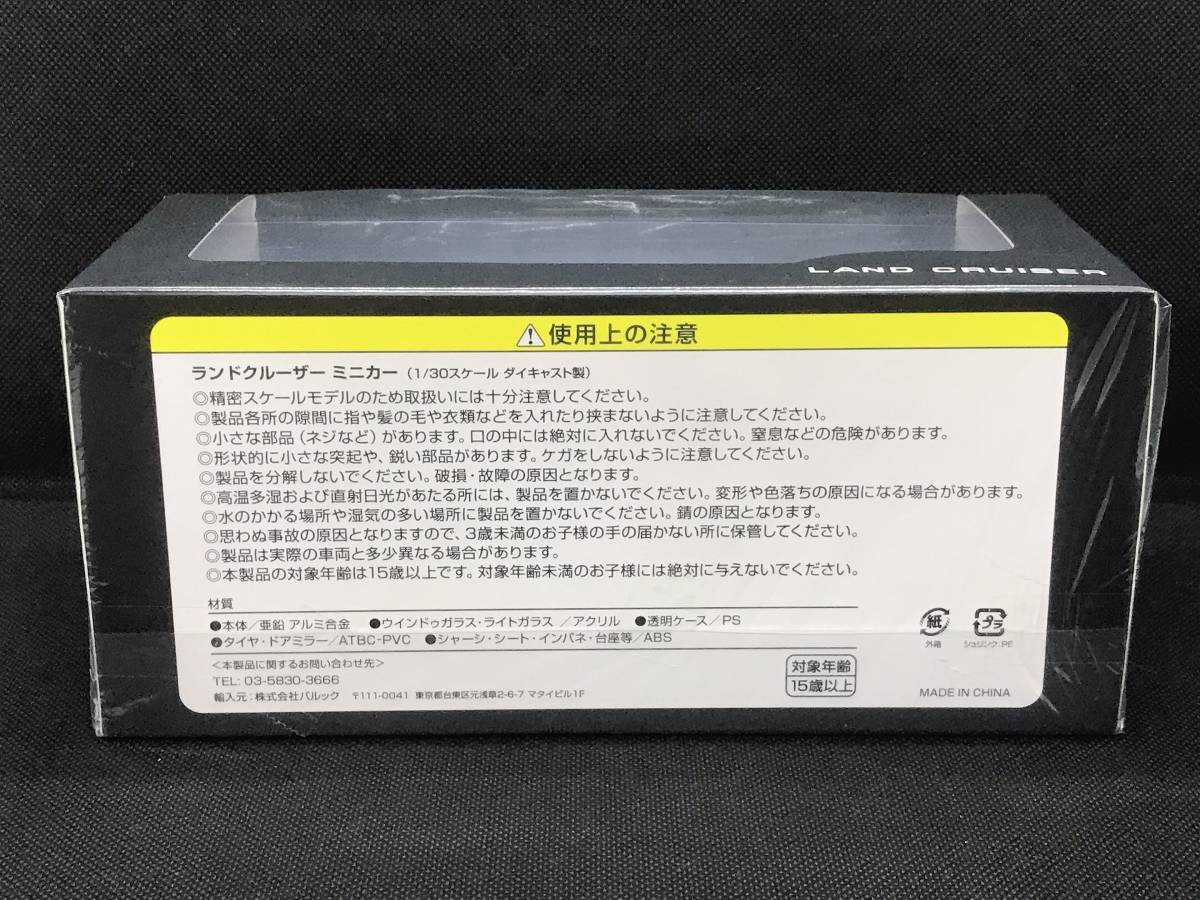 LAND CRUISER
使用上の注意
ランドクルーザー ミニカー（1/30スケール ダイキャスト製）
◎精密スケールモデルのため取扱いには十分注意してください。
◎製品各所の隙間に指や髪の毛や衣類などを入れたり挟まないように注意してください。
◎小さな部品（ネジなど）があります。口の中には絶対に入れないでください。窒息などの危険があります。
◎形状的に小さな突起や、鋭い部品があります。ケガをしないように注意してください。
◎製品を分解しないでください。破損・故障の原因となります。
◎高温多湿および直射日光があたる所には、製品を置かないでください。変形や色落ちの原因になる場合があります。
◎水のかかる場所や湿気の多い場所に製品を置かないでください。錆の原因となります。
◎思わぬ事故の原因となりますので、3歳未満のお子様の手の届かない所に保管してください。
◎製品は実際の車両と多少異なる場合があります。
◎本製品の対象年齢は15歳以上です。対象年齢未満のお子様には絶対に与えないでください。
材質
●本体／亜鉛 アルミ合金 ●ウインドゥガラス・ライトガラス ／アクリル ●透明ケース／PS
●タイヤ・ドアミラー／ATBC-PVC ●シャーシ・シート・インパネ・台座等／ABS
＜本製品に関するお問い合わせ先＞
TEL: 03-5830-3666
輸入元：株式会社バルック 〒111-0041 東京都台東区元浅草2-6-7 マタイビル1F
対象年齢
15歳以上
紙
外箱
プラ
シュリンク:PE
MADE IN CHINA